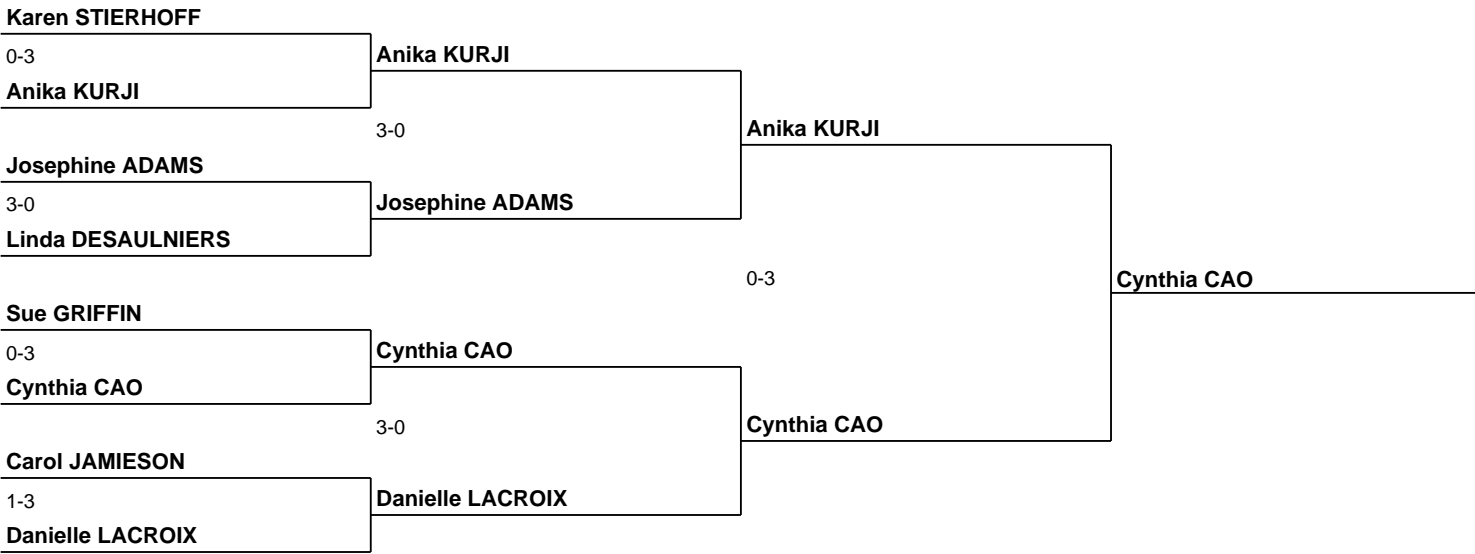 Karen STIERHOFF
0-3
Anika KURJI
Anika KURJI
3-0
Anika KURJI
Josephine ADAMS
3-0
Josephine ADAMS
Linda DESAULNIERS
0-3
Cynthia CAO
Sue GRIFFIN
0-3
Cynthia CAO
Cynthia CAO
3-0
Cynthia CAO
Carol JAMIESON
1-3
Danielle LACROIX
Danielle LACROIX